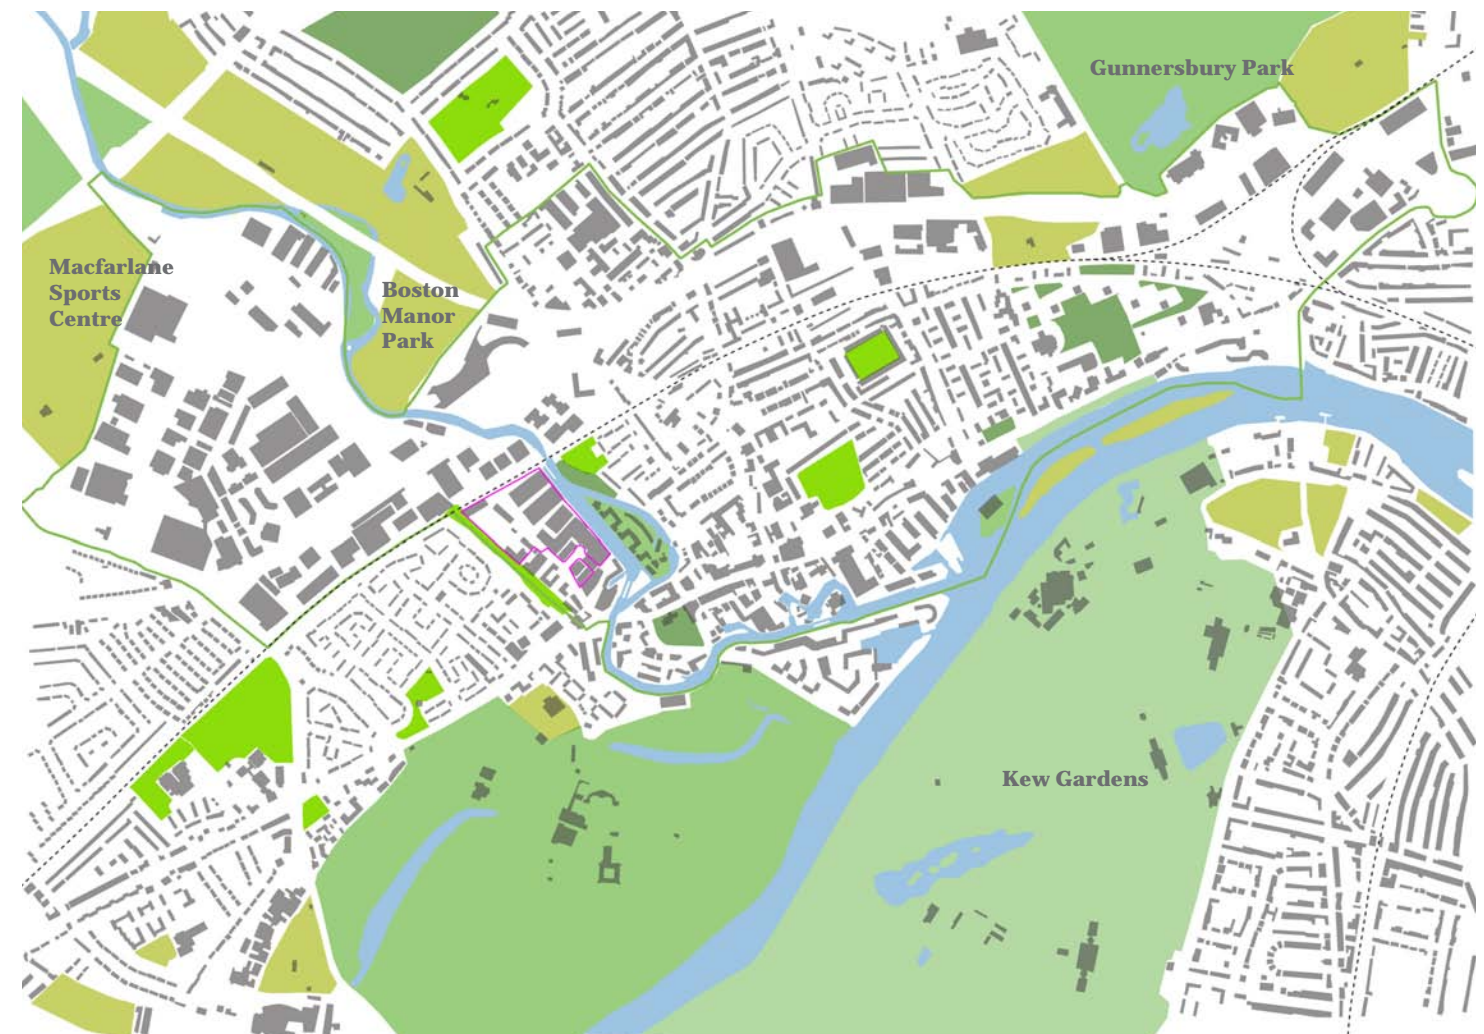 Gunnersbury Park
Macfarlane
Sports
Centre
Boston
Manor
Park
Kew Gardens